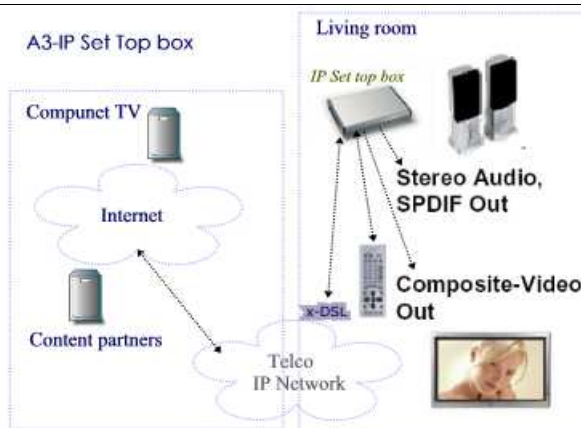 A3-IP Set Top box
Living room
IP Set top box
Compunet TV
Internet
Stereo Audio,
SPDIF Out
Content partners
Composite-Video
Out
x-DSL
Telco
IP Network